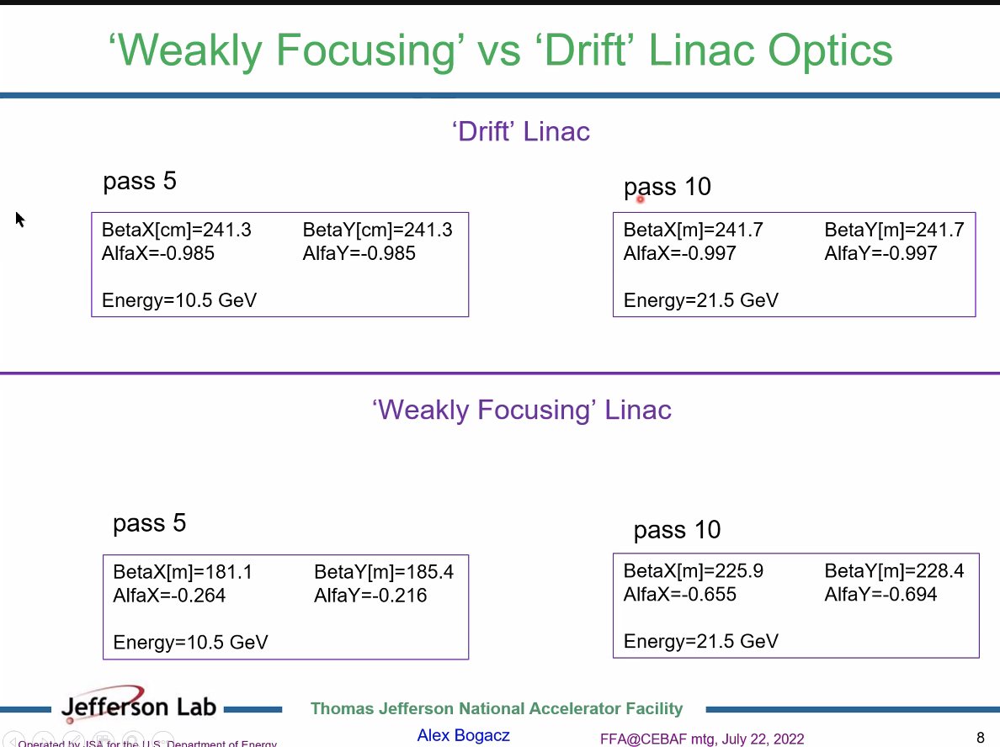 ‘Weakly Focusing’ vs ‘Drift’ Linac Optics
‘Drift’ Linac
pass 5
BetaX[cm]=241.3 BetaY[cm]=241.3
AlfaX=-0.985 AlfaY=-0.985
Energy=10.5 GeV
pass 10
BetaX[m]=241.7 BetaY[m]=241.7
AlfaX=-0.997 AlfaY=-0.997
Energy=21.5 GeV
‘Weakly Focusing’ Linac
pass 5
BetaX[m]=181.1 BetaY[m]=185.4
AlfaX=-0.264 AlfaY=-0.216
Energy=10.5 GeV
pass 10
BetaX[m]=225.9 BetaY[m]=228.4
AlfaX=-0.655 AlfaY=-0.694
Energy=21.5 GeV
Jefferson Lab
Thomas Jefferson National Accelerator Facility
Operated by JSA for the U.S. Department of Energy
Alex Bogacz
FFA@CEBAF mtg, July 22, 2022
8